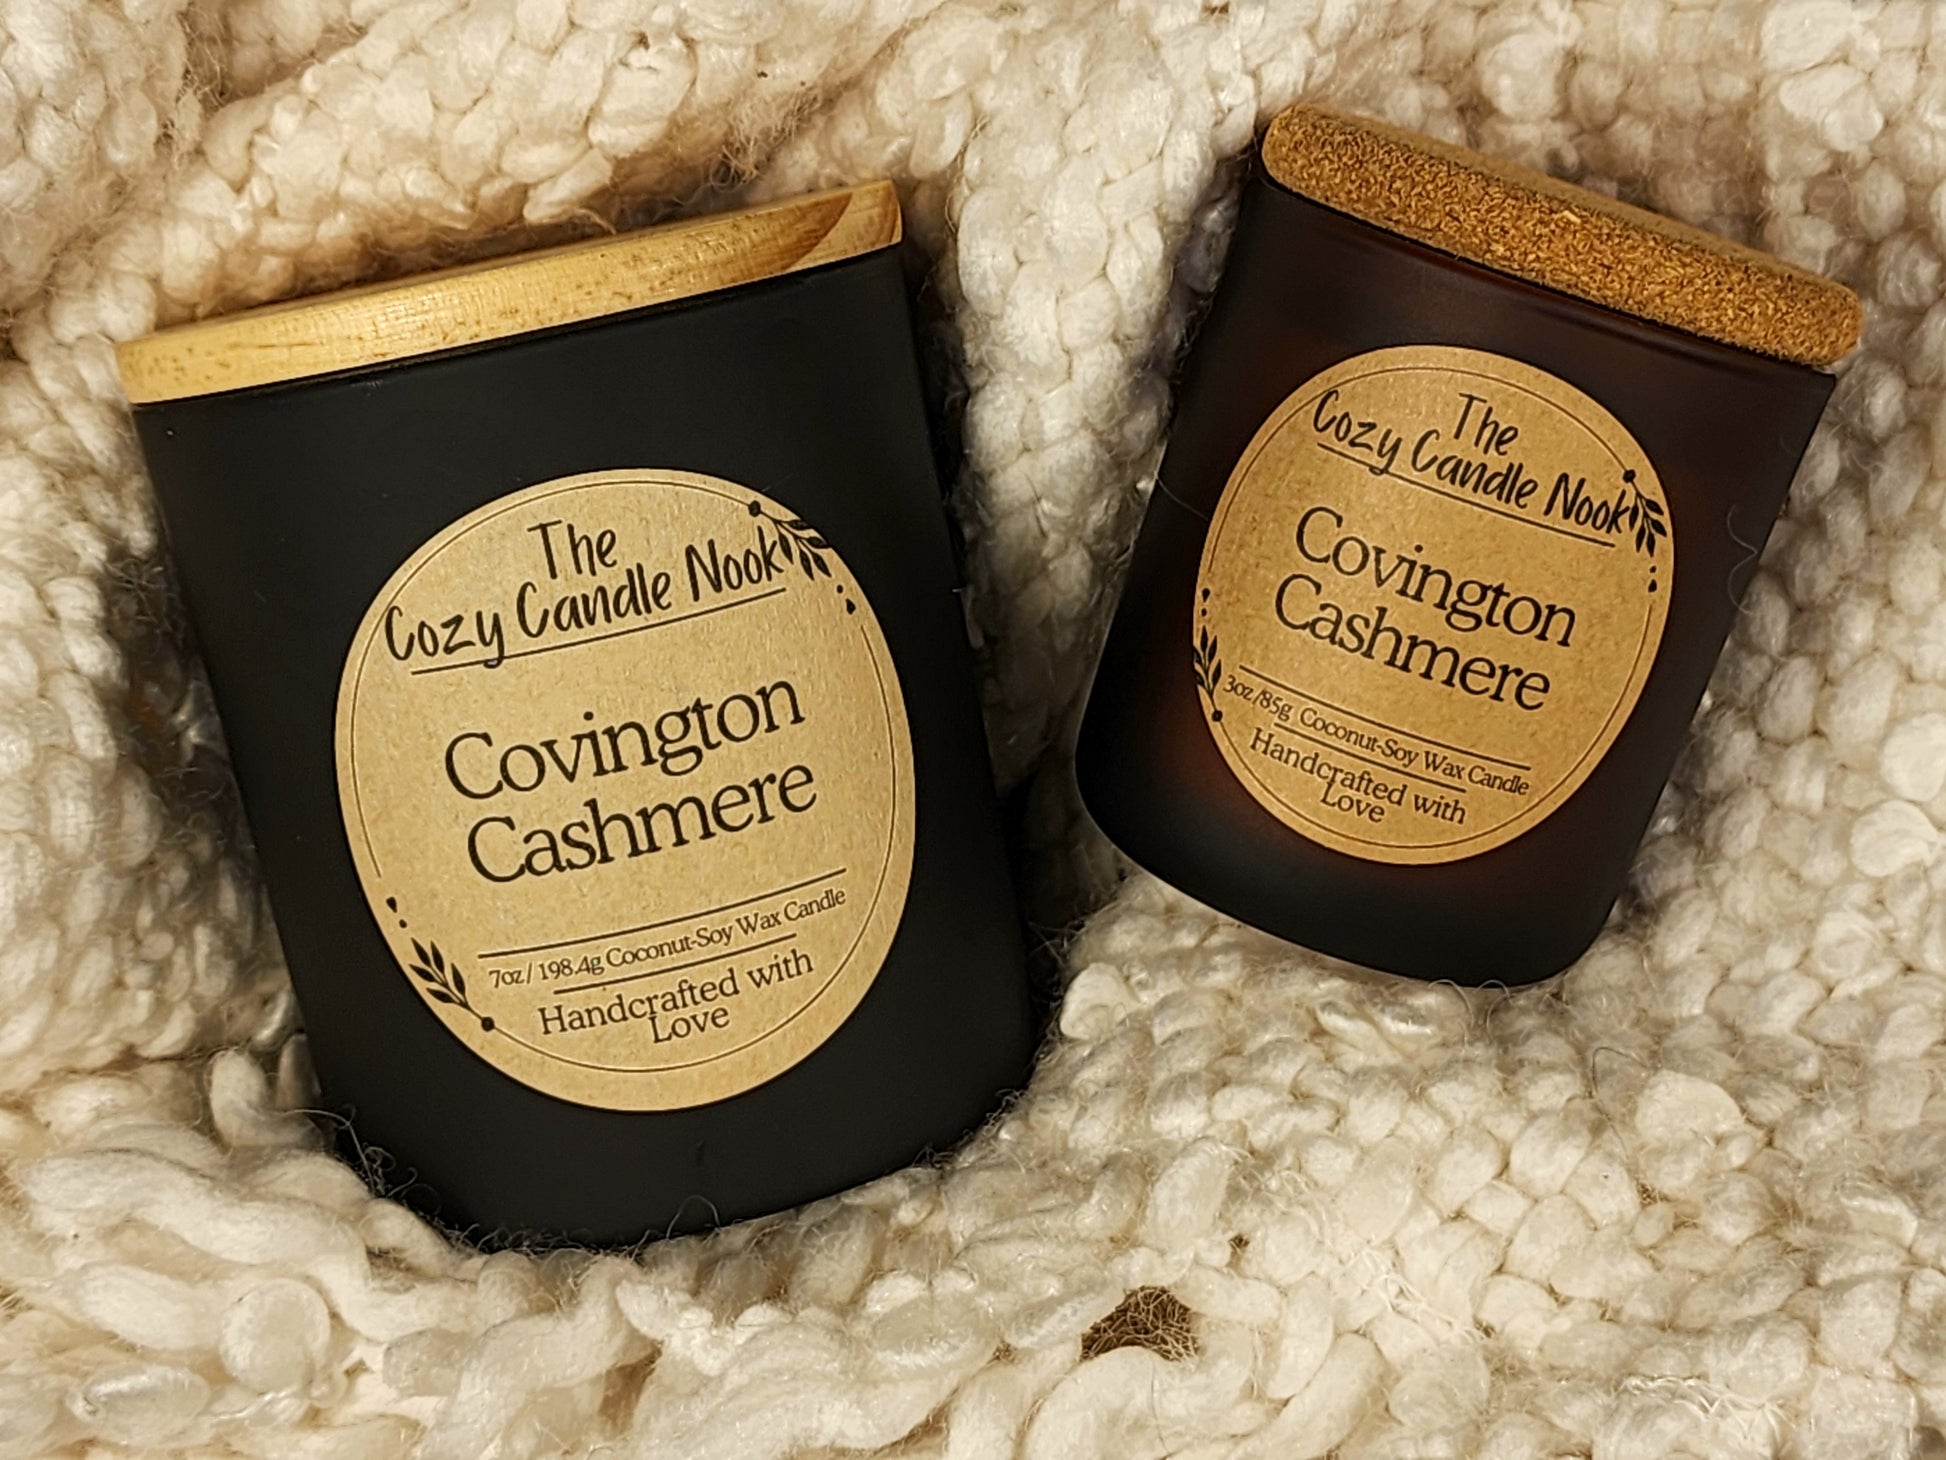 The
Cozy Candle Nook
Covington
Cashmere
7oz / 198.4g Coconut-Soy Wax Candle
Handcrafted with
Love
The
Cozy Candle Nook
Covington
Cashmere
3oz /85g Coconut-Soy Wax Candle
Handcrafted with
Love